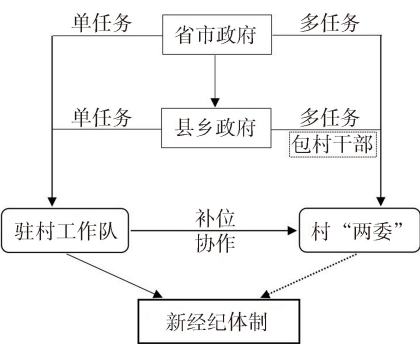 单任务
省市政府
多任务
单任务
县乡政府
多任务
包村干部
驻村工作队
补位
协作
村“两委”
新经纪体制